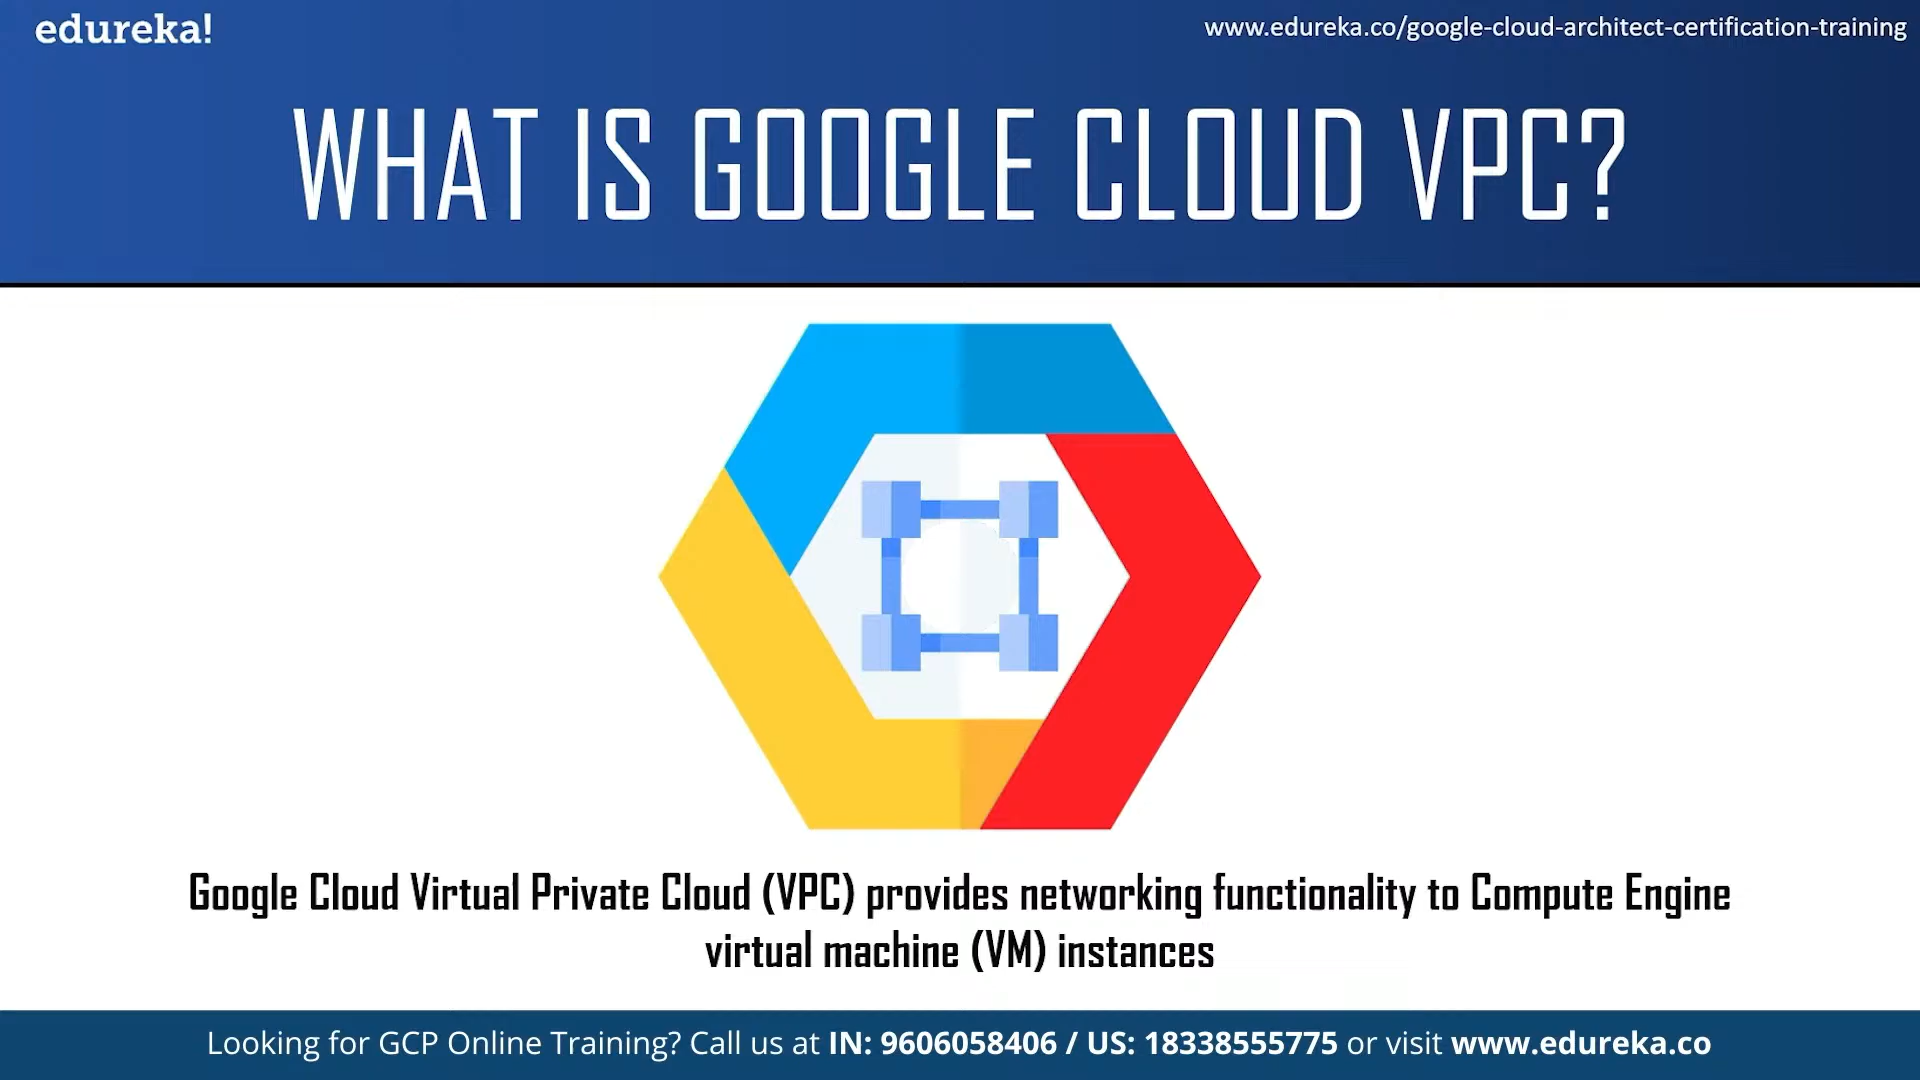 edureka!
www.edureka.co/google-cloud-architect-certification-training
WHAT IS GOOGLE CLOUD VPC?
Google Cloud Virtual Private Cloud (VPC) provides networking functionality to Compute Engine
virtual machine (VM) instances
Looking for GCP Online Training? Call us at IN: 9606058406 / US: 18338555775 or visit www.edureka.co